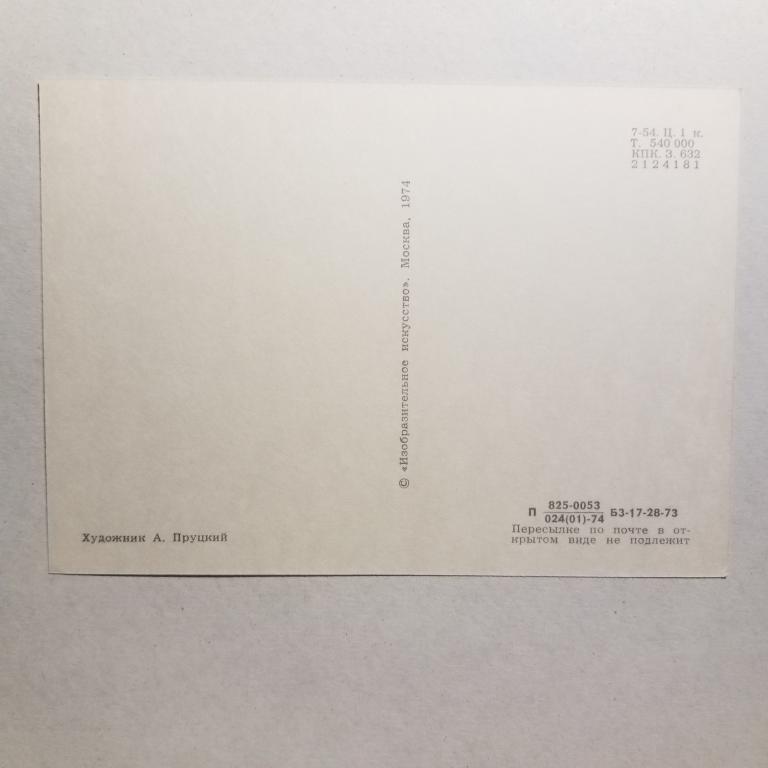 7-54. Ц. 1 к.
Т. 540 000
КПК. З. 632
2124181
© «Изобразительное искусство». Москва, 1974
Художник А. Пруцкий
П 825-0053 БЗ-17-28-73
024(01)-74
Пересылке по почте в от-
крытом виде не подлежит